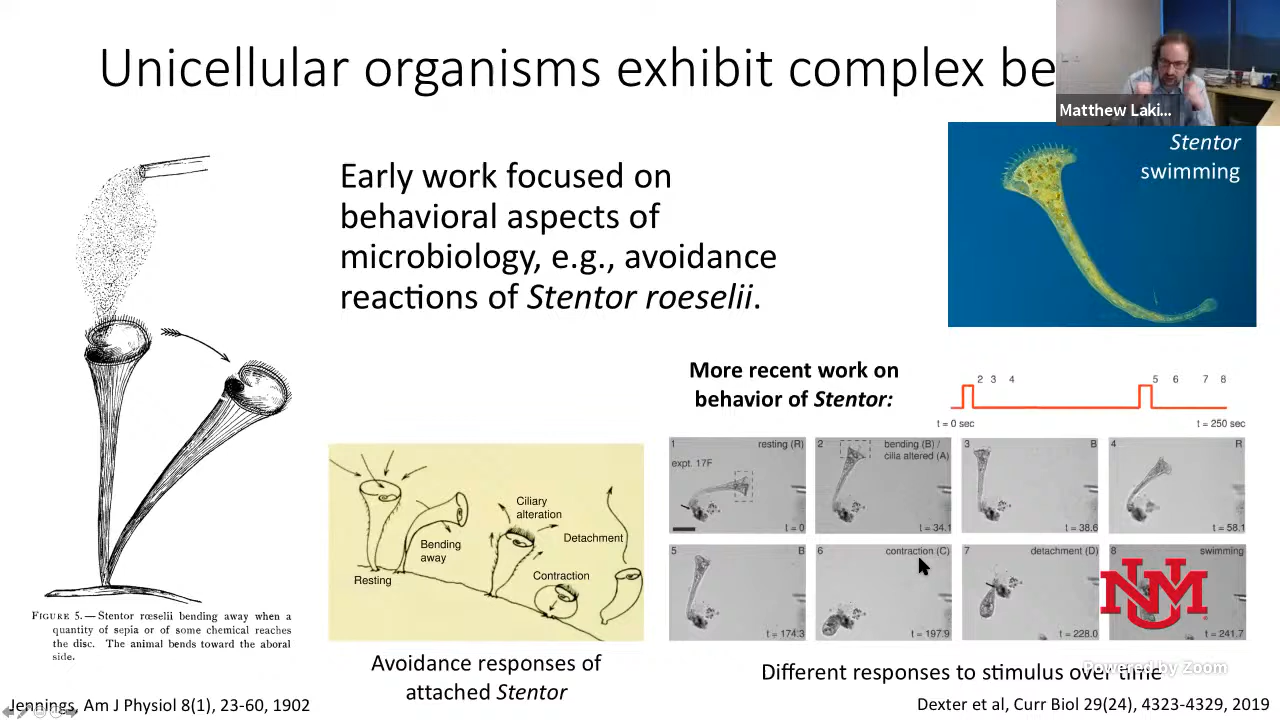 Unicellular organisms exhibit complex be
Matthew Laki...
Stentor
swimming
Early work focused on
behavioral aspects of
microbiology, e.g., avoidance
reactions of Stentor roeselii.
FIGURE 5.—Stentor rœselii bending away when a
quantity of sepia or of some chemical reaches
the disc. The animal bends toward the aboral
side.
More recent work on
behavior of Stentor:
2 3 4 5 6 7 8
t = 0 sec
t = 250 sec
Ciliary
alteration
Bending
away
Detachment
Resting
Contraction
1 resting (R)
expt. 17F
t = 0
2 bending (B) /
cilia altered (A)
t = 34.1
3 B
t = 38.6
4 R
t = 58.1
5 B
t = 174.3
6 contraction (C)
t = 197.9
7 detachment (D)
t = 228.0
8 swimming
t = 241.7
UNM
Avoidance responses of
attached Stentor
Different responses to stimulus over time
Powered by Zoom
Jennings, Am J Physiol 8(1), 23-60, 1902
Dexter et al, Curr Biol 29(24), 4323-4329, 2019